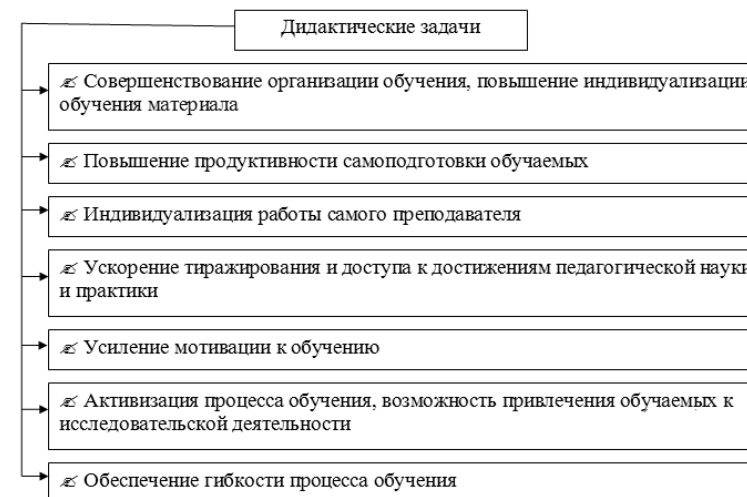 Дидактические задачи
✍ Совершенствование организации обучения, повышение индивидуализации
обучения материала
✍ Повышение продуктивности самоподготовки обучаемых
✍ Индивидуализация работы самого преподавателя
✍ Ускорение тиражирования и доступа к достижениям педагогической науки
и практики
✍ Усиление мотивации к обучению
✍ Активизация процесса обучения, возможность привлечения обучаемых к
исследовательской деятельности
✍ Обеспечение гибкости процесса обучения